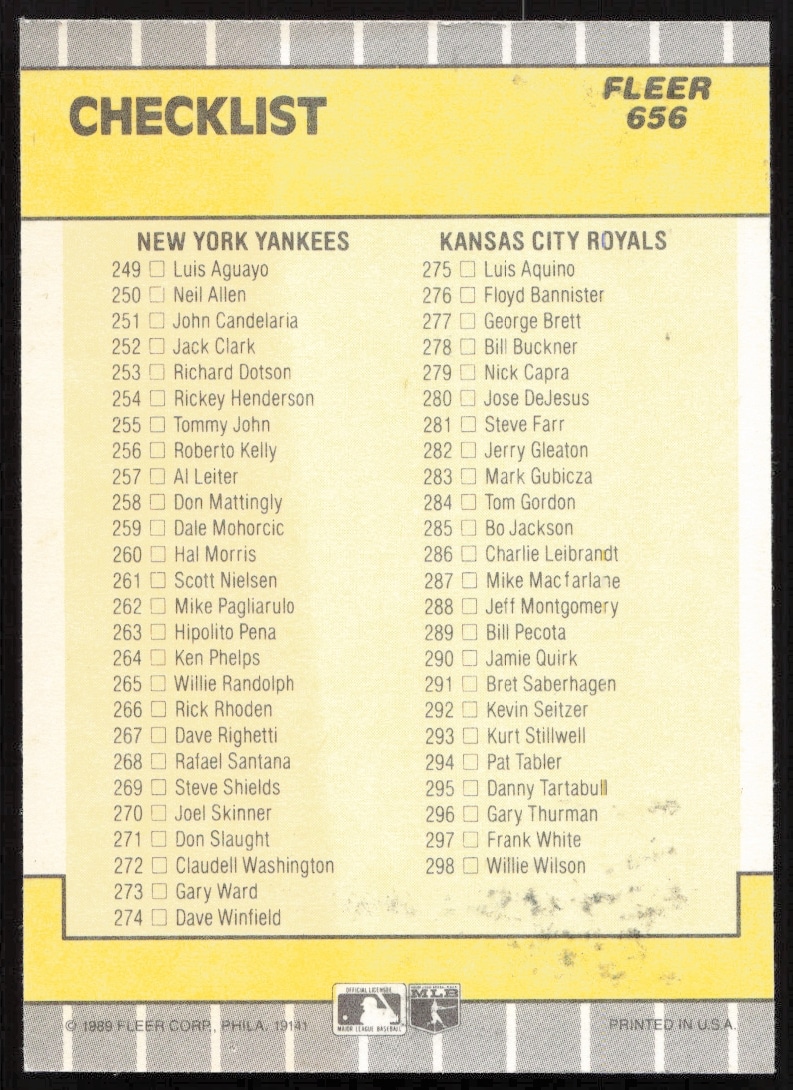 CHECKLIST
FLEER
656
NEW YORK YANKEES
249 Luis Aguayo
250 Neil Allen
251 John Candelaria
252 Jack Clark
253 Richard Dotson
254 Rickey Henderson
255 Tommy John
256 Roberto Kelly
257 Al Leiter
258 Don Mattingly
259 Dale Mohorcic
260 Hal Morris
261 Scott Nielsen
262 Mike Pagliarulo
263 Hipolito Pena
264 Ken Phelps
265 Willie Randolph
266 Rick Rhoden
267 Dave Righetti
268 Rafael Santana
269 Steve Shields
270 Joel Skinner
271 Don Slaught
272 Claudell Washington
273 Gary Ward
274 Dave Winfield
KANSAS CITY ROYALS
275 Luis Aquino
276 Floyd Bannister
277 George Brett
278 Bill Buckner
279 Nick Capra
280 Jose DeJesus
281 Steve Farr
282 Jerry Gleaton
283 Mark Gubicza
284 Tom Gordon
285 Bo Jackson
286 Charlie Leibrandt
287 Mike Macfarlane
288 Jeff Montgomery
289 Bill Pecota
290 Jamie Quirk
291 Bret Saberhagen
292 Kevin Seitzer
293 Kurt Stillwell
294 Pat Tabler
295 Danny Tartabull
296 Gary Thurman
297 Frank White
298 Willie Wilson
OFFICIAL LICENSEE
MAJOR LEAGUE BASEBALL
MLB
© 1989 FLEER CORP., PHILA. 19141
PRINTED IN U.S.A.